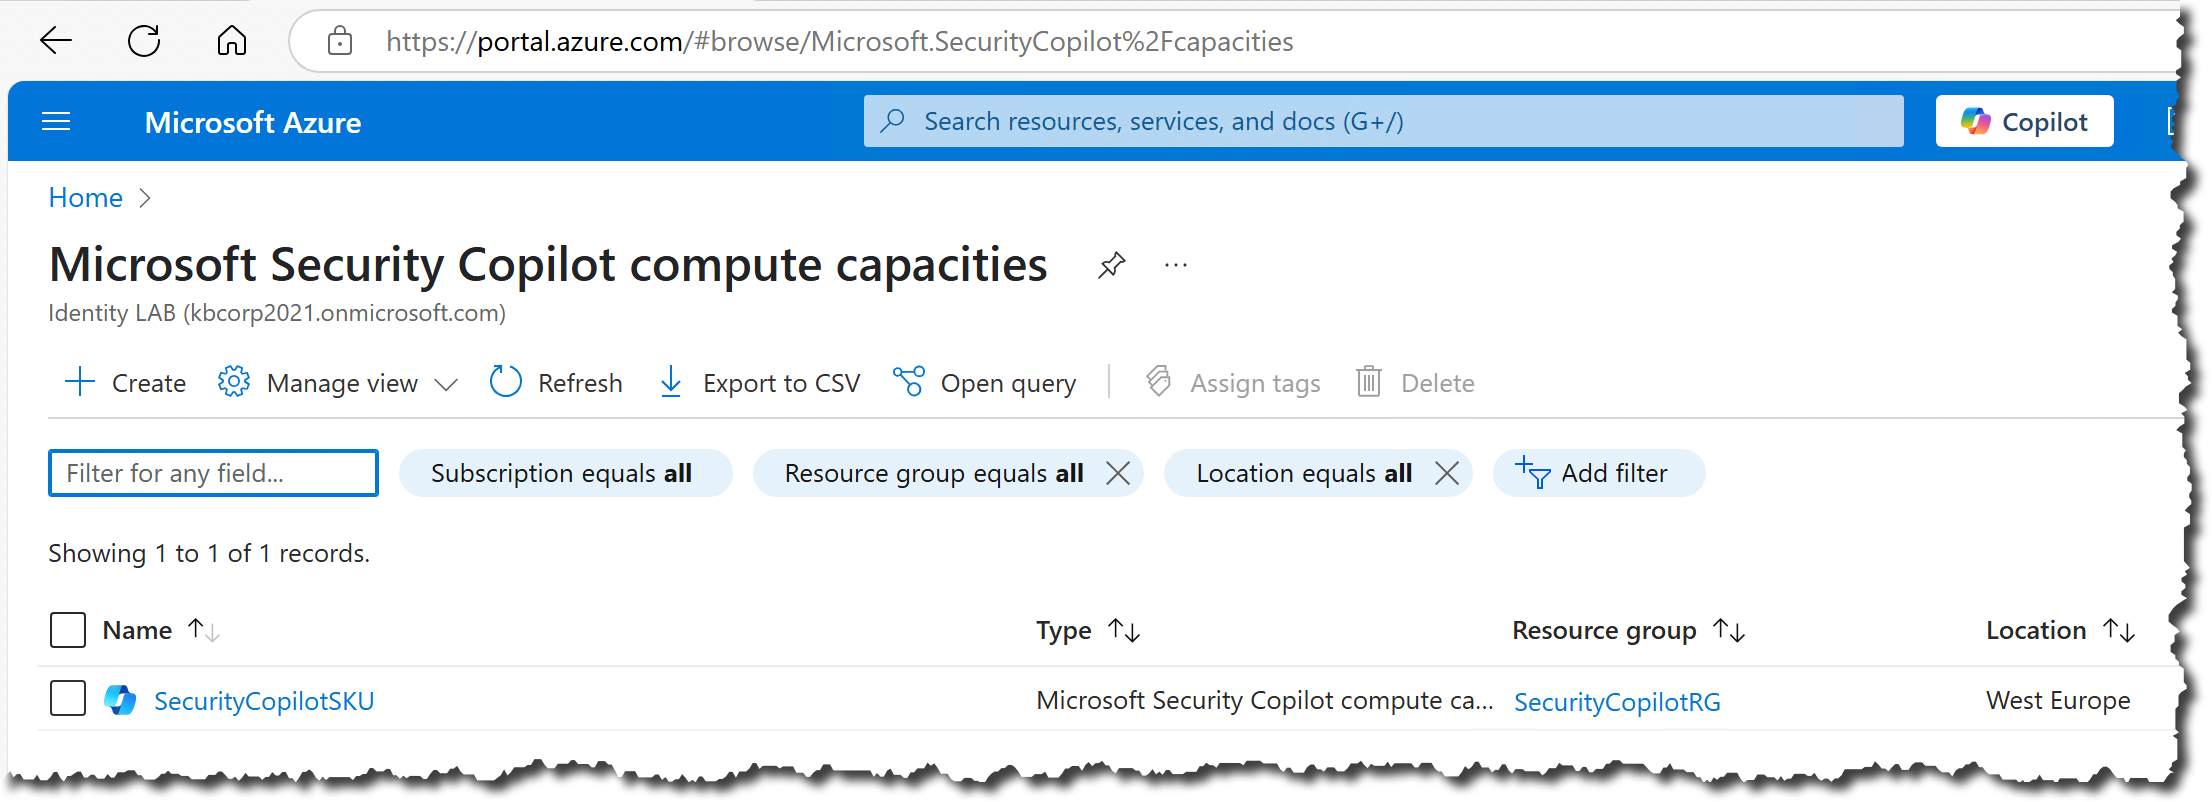 https://portal.azure.com/#browse/Microsoft.SecurityCopilot%2Fcapacities
Microsoft Azure
Search resources, services, and docs (G+/)
Copilot
Home
Microsoft Security Copilot compute capacities
Identity LAB (kbcorp2021.onmicrosoft.com)
Create Manage view Refresh Export to CSV Open query Assign tags Delete
Filter for any field... Subscription equals all Resource group equals all Location equals all Add filter
Showing 1 to 1 of 1 records.
Name Type Resource group Location
SecurityCopilotSKU Microsoft Security Copilot compute ca... SecurityCopilotRG West Europe